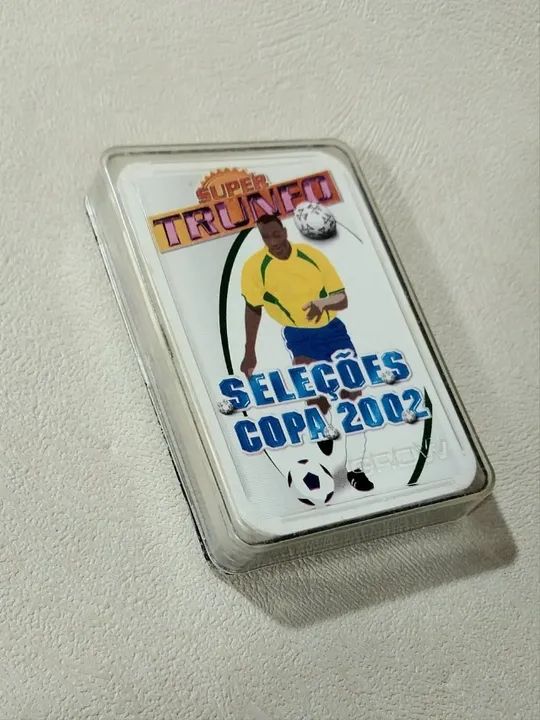 SUPER
TRUNFO
SELEÇÕES
COPA 2002
GROW